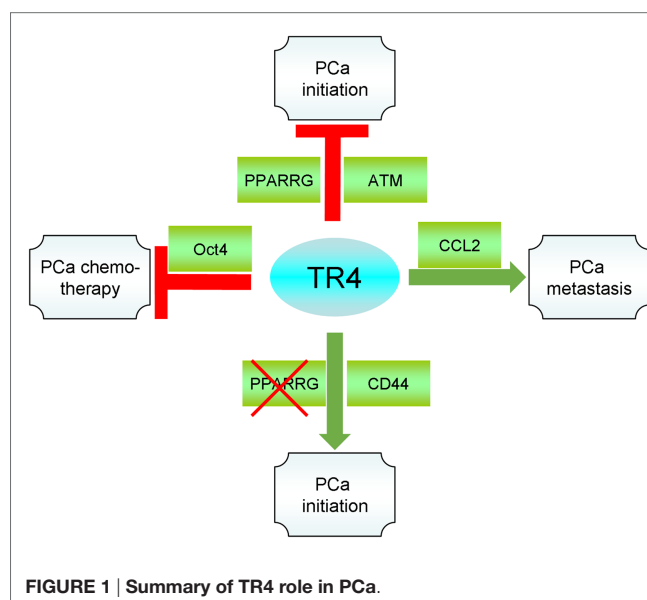 PCa
initiation
PPARRG
ATM
Oct4
CCL2
PCa chemo-
therapy
TR4
PCa
metastasis
PPARRG
CD44
PCa
initiation
FIGURE 1 | Summary of TR4 role in PCa.